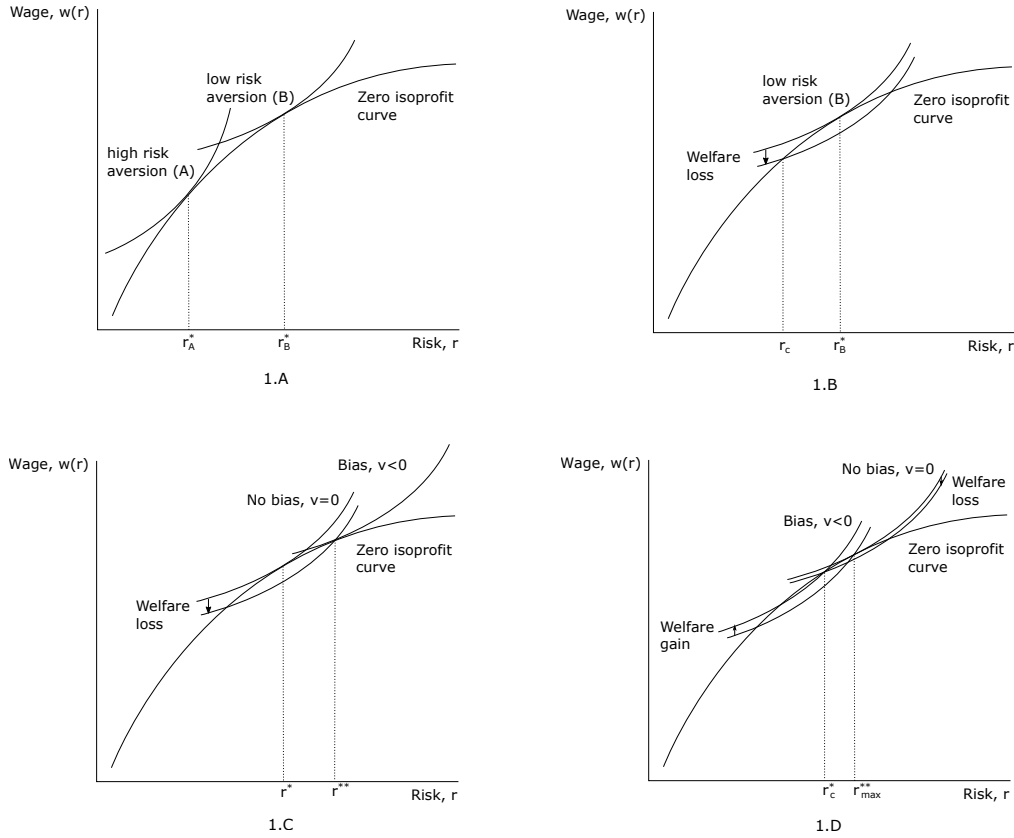 Wage, w(r)
low risk
aversion (B)
Zero isoprofit
curve
high risk
aversion (A)
r*A
r*B
Risk, r
1.A
Wage, w(r)
low risk
aversion (B)
Zero isoprofit
curve
Welfare
loss
rc
r*B
Risk, r
1.B
Wage, w(r)
Bias, v<0
No bias, v=0
Zero isoprofit
curve
Welfare
loss
r*
r**
Risk, r
1.C
Wage, w(r)
No bias, v=0
Welfare
loss
Bias, v<0
Zero isoprofit
curve
Welfare
gain
r*c
r**max
Risk, r
1.D